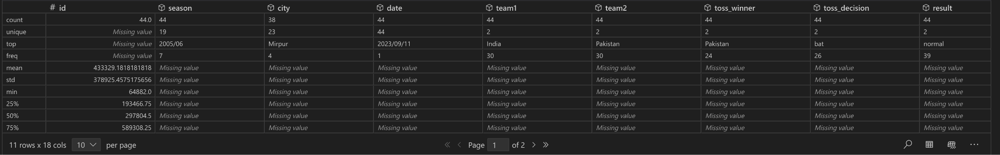 # id season city date team1 team2 toss_winner toss_decision result
count 44.0 44 38 44 44 44 44 44 44
unique Missing value 19 23 44 2 2 2 2 2
top Missing value 2005/06 Mirpur 2023/09/11 India Pakistan Pakistan bat normal
freq Missing value 7 4 1 30 30 24 26 39
mean 433329.1818181818 Missing value Missing value Missing value Missing value Missing value Missing value Missing value Missing value
std 378925.4575175656 Missing value Missing value Missing value Missing value Missing value Missing value Missing value Missing value
min 64882.0 Missing value Missing value Missing value Missing value Missing value Missing value Missing value Missing value
25% 193466.75 Missing value Missing value Missing value Missing value Missing value Missing value Missing value Missing value
50% 297804.5 Missing value Missing value Missing value Missing value Missing value Missing value Missing value Missing value
75% 589308.25 Missing value Missing value Missing value Missing value Missing value Missing value Missing value Missing value
11 rows x 18 cols 10 per page Page 1 of 2